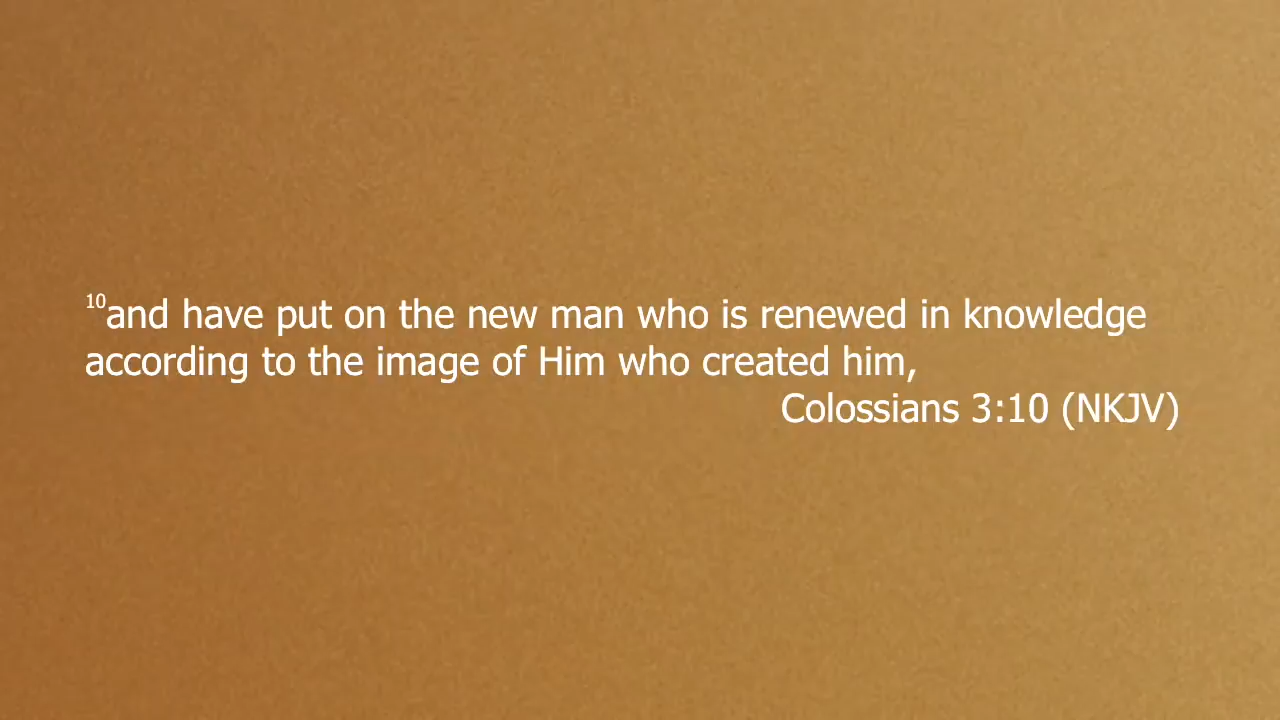 10and have put on the new man who is renewed in knowledge
according to the image of Him who created him,
Colossians 3:10 (NKJV)